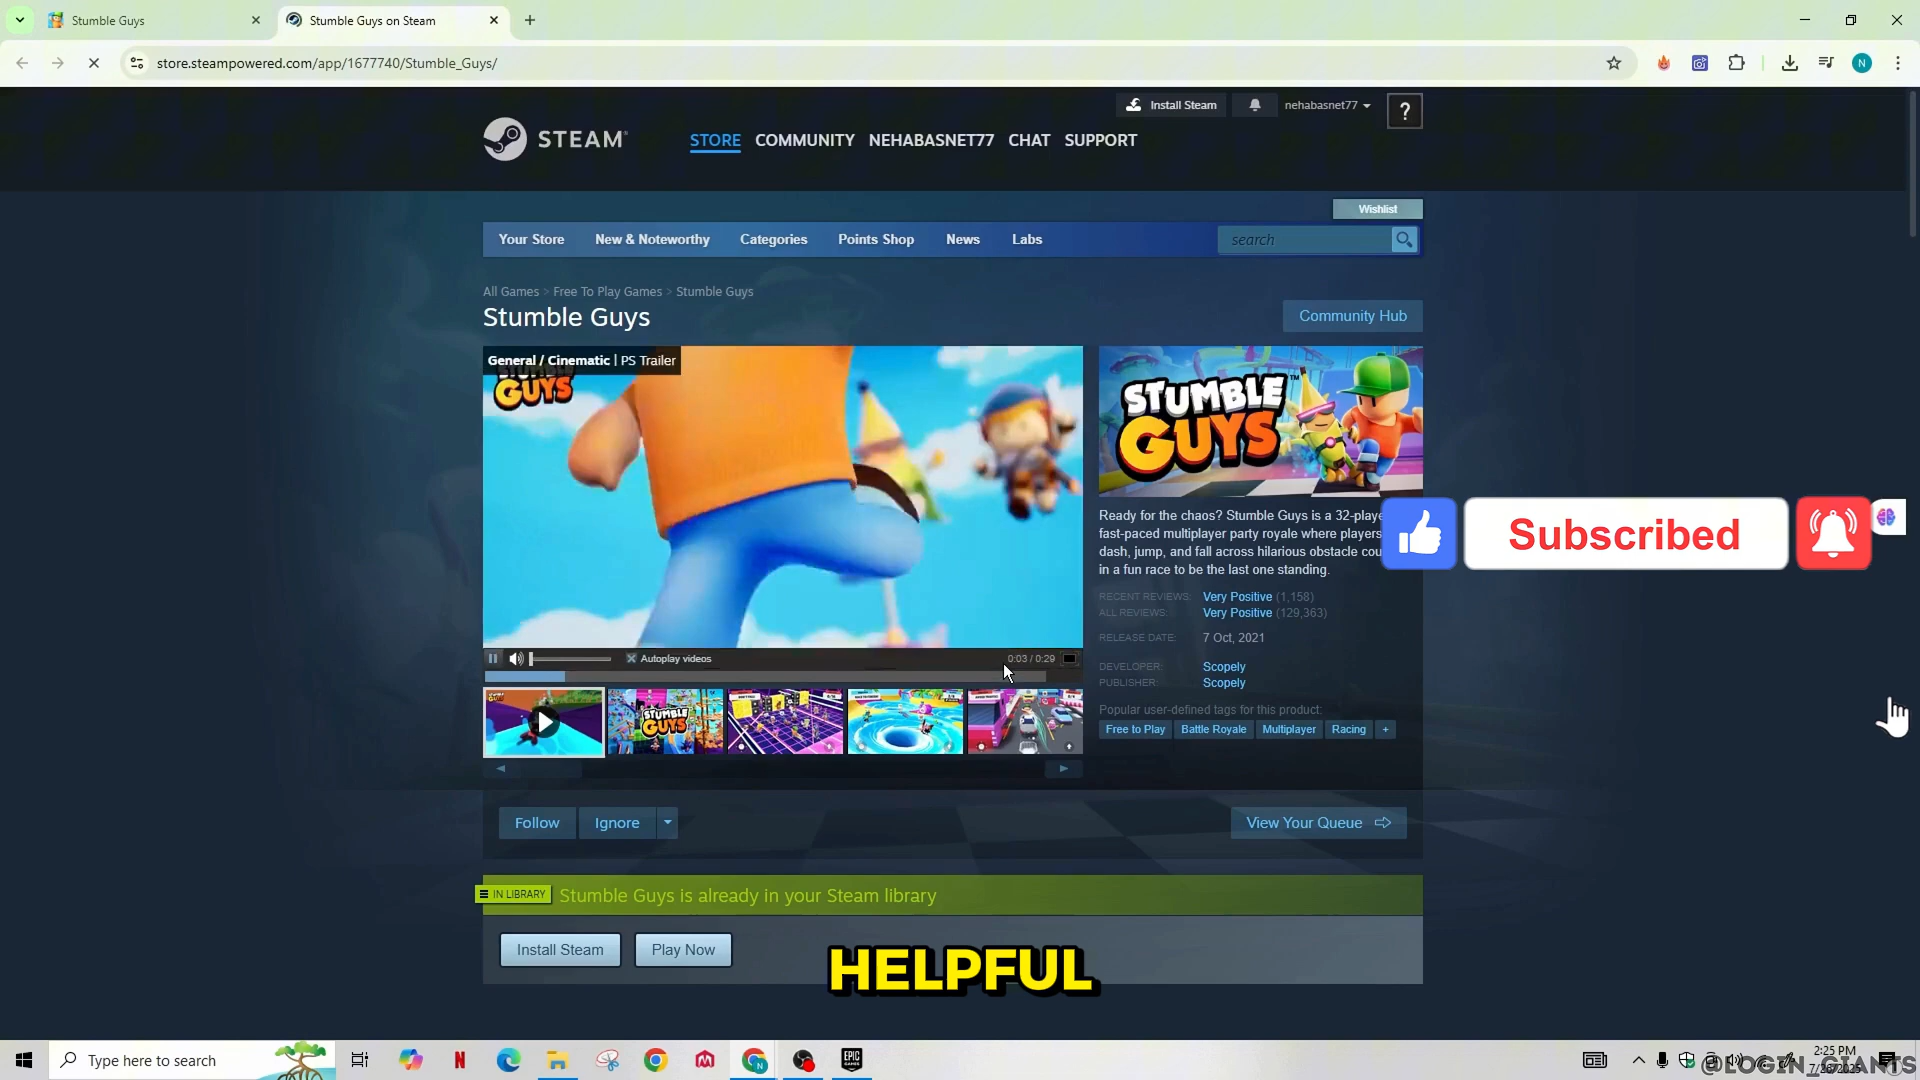 Stumble Guys
Stumble Guys on Steam
store.steampowered.com/app/1677740/Stumble_Guys/
N
Install Steam
nehabasnet77
?
STEAM
STORE COMMUNITY NEHABASNET77 CHAT SUPPORT
Wishlist
Your Store New & Noteworthy Categories Points Shop News Labs
search
All Games > Free To Play Games > Stumble Guys
Stumble Guys
Community Hub
General / Cinematic | PS Trailer
STUMBLE
GUYS
STUMBLE
GUYS
Ready for the chaos? Stumble Guys is a 32-playe
fast-paced multiplayer party royale where players
dash, jump, and fall across hilarious obstacle cou
in a fun race to be the last one standing.
Subscribed
RECENT REVIEWS: Very Positive (1,158)
ALL REVIEWS: Very Positive (129,363)
RELEASE DATE: 7 Oct, 2021
DEVELOPER: Scopely
PUBLISHER: Scopely
Popular user-defined tags for this product:
Free to Play Battle Royale Multiplayer Racing +
Autoplay videos
0:03 / 0:29
STUMBLE
GUYS
Follow Ignore
View Your Queue
IN LIBRARY
Stumble Guys is already in your Steam library
Install Steam Play Now
HELPFUL
Type here to search
EPIC
GAMES
2:25 PM
@LOGIN_GIANTS